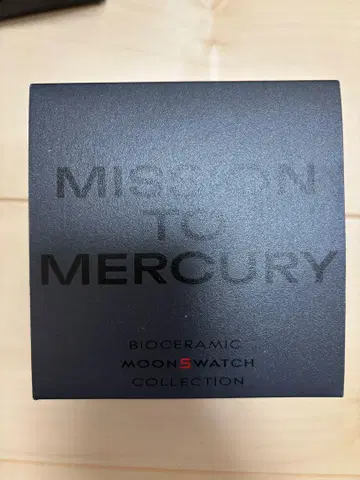 MISSION
TO
MERCURY
BIOCERAMIC
MOONSWATCH
COLLECTION